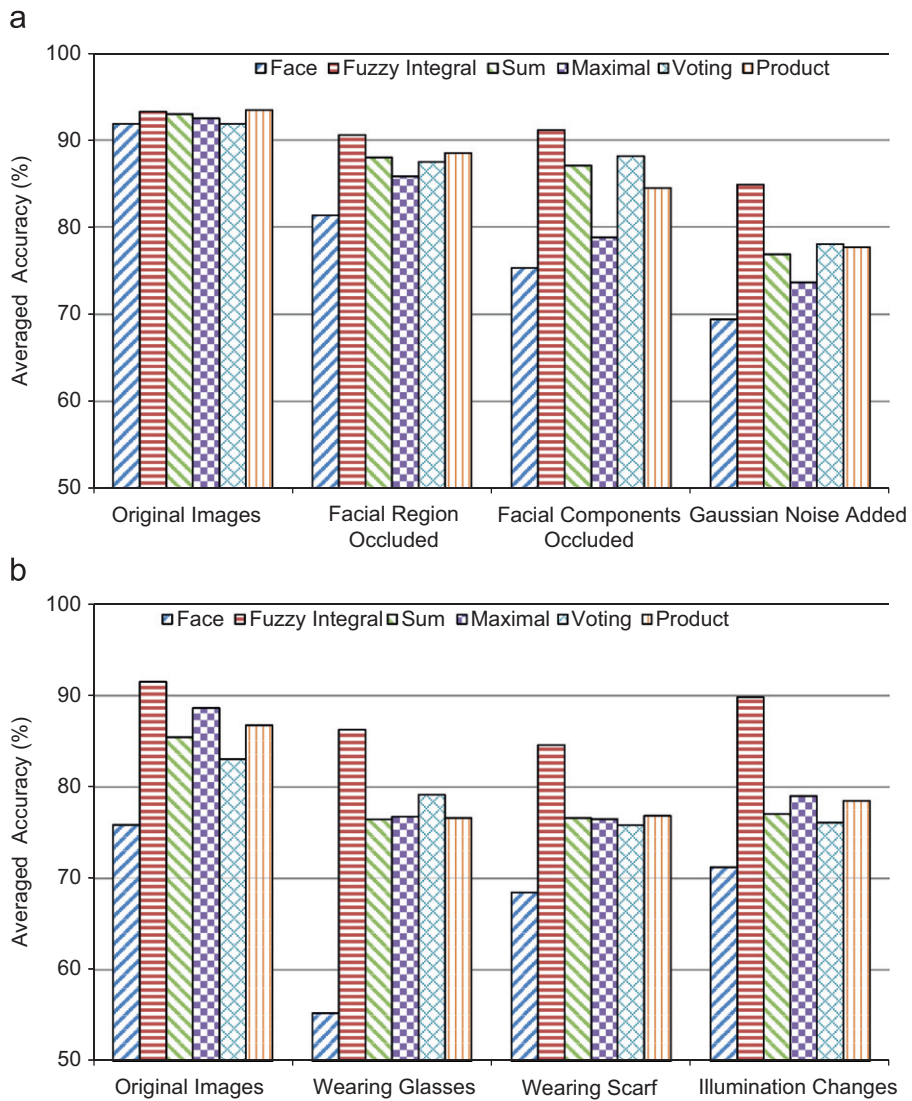 a
100
90
80
70
60
50
Averaged Accuracy (%)
Face Fuzzy Integral Sum Maximal Voting Product
Original Images
Facial Region
Occluded
Facial Components
Occluded
Gaussian Noise Added
b
100
90
80
70
60
50
Averaged Accuracy (%)
Face Fuzzy Integral Sum Maximal Voting Product
Original Images
Wearing Glasses
Wearing Scarf
Illumination Changes